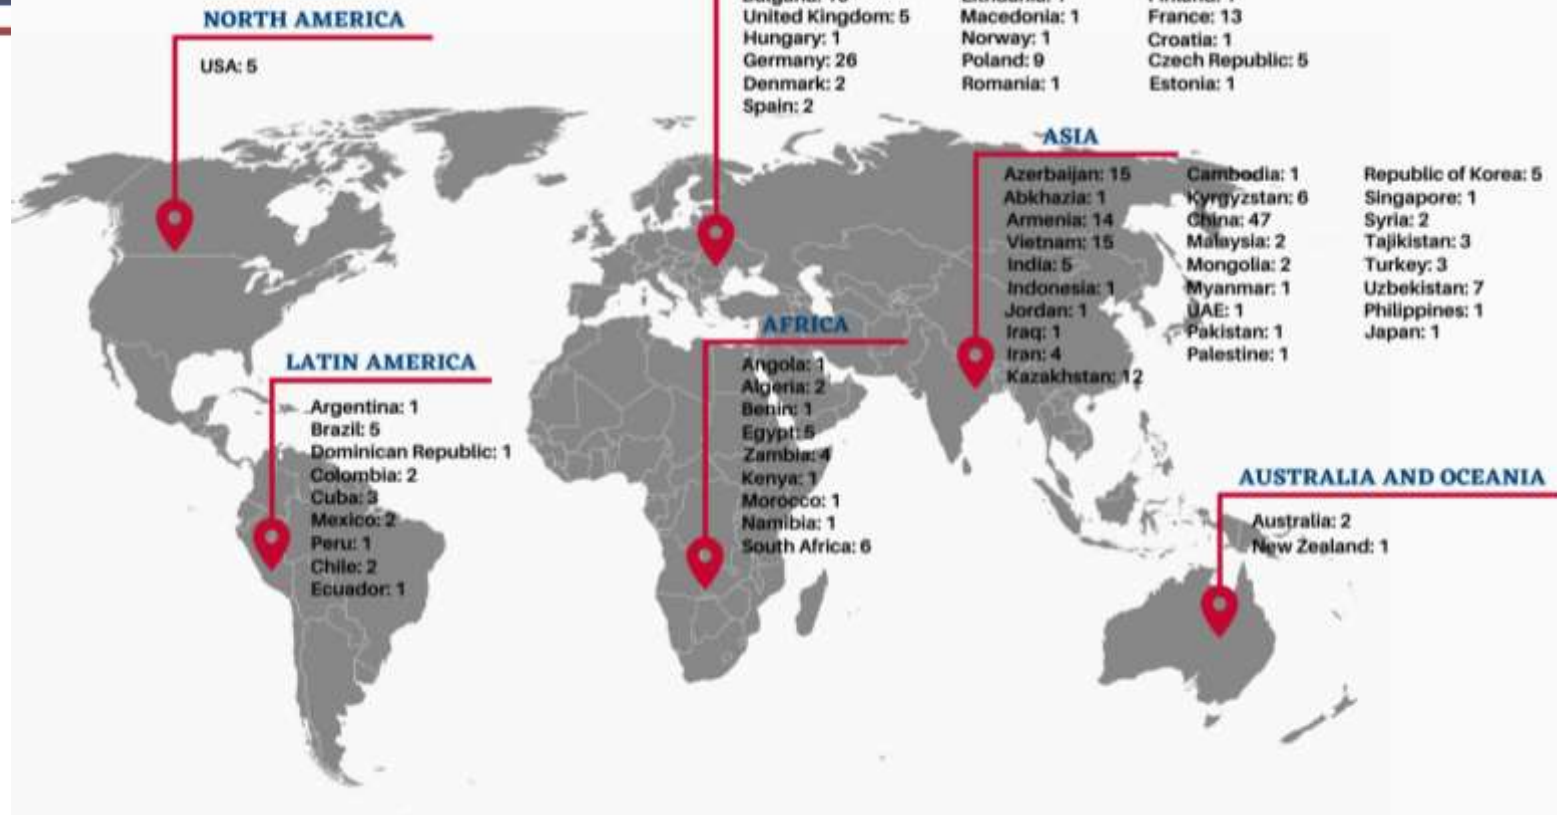 NORTH AMERICA
USA: 5
United Kingdom: 5
Hungary: 1
Germany: 26
Denmark: 2
Spain: 2
Macedonia: 1
Norway: 1
Poland: 9
Romania: 1
France: 13
Croatia: 1
Czech Republic: 5
Estonia: 1
ASIA
Azerbaijan: 15
Abkhazia: 1
Armenia: 14
Vietnam: 15
India: 5
Indonesia: 1
Jordan: 1
Iraq: 1
Iran: 4
Kazakhstan: 12
Cambodia: 1
Kyrgyzstan: 6
China: 47
Malaysia: 2
Mongolia: 2
Myanmar: 1
UAE: 1
Pakistan: 1
Palestine: 1
Republic of Korea: 5
Singapore: 1
Syria: 2
Tajikistan: 3
Turkey: 3
Uzbekistan: 7
Philippines: 1
Japan: 1
AFRICA
Angola: 1
Algeria: 2
Benin: 1
Egypt: 5
Zambia: 4
Kenya: 1
Morocco: 1
Namibia: 1
South Africa: 6
LATIN AMERICA
Argentina: 1
Brazil: 5
Dominican Republic: 1
Colombia: 2
Cuba: 3
Mexico: 2
Peru: 1
Chile: 2
Ecuador: 1
AUSTRALIA AND OCEANIA
Australia: 2
New Zealand: 1